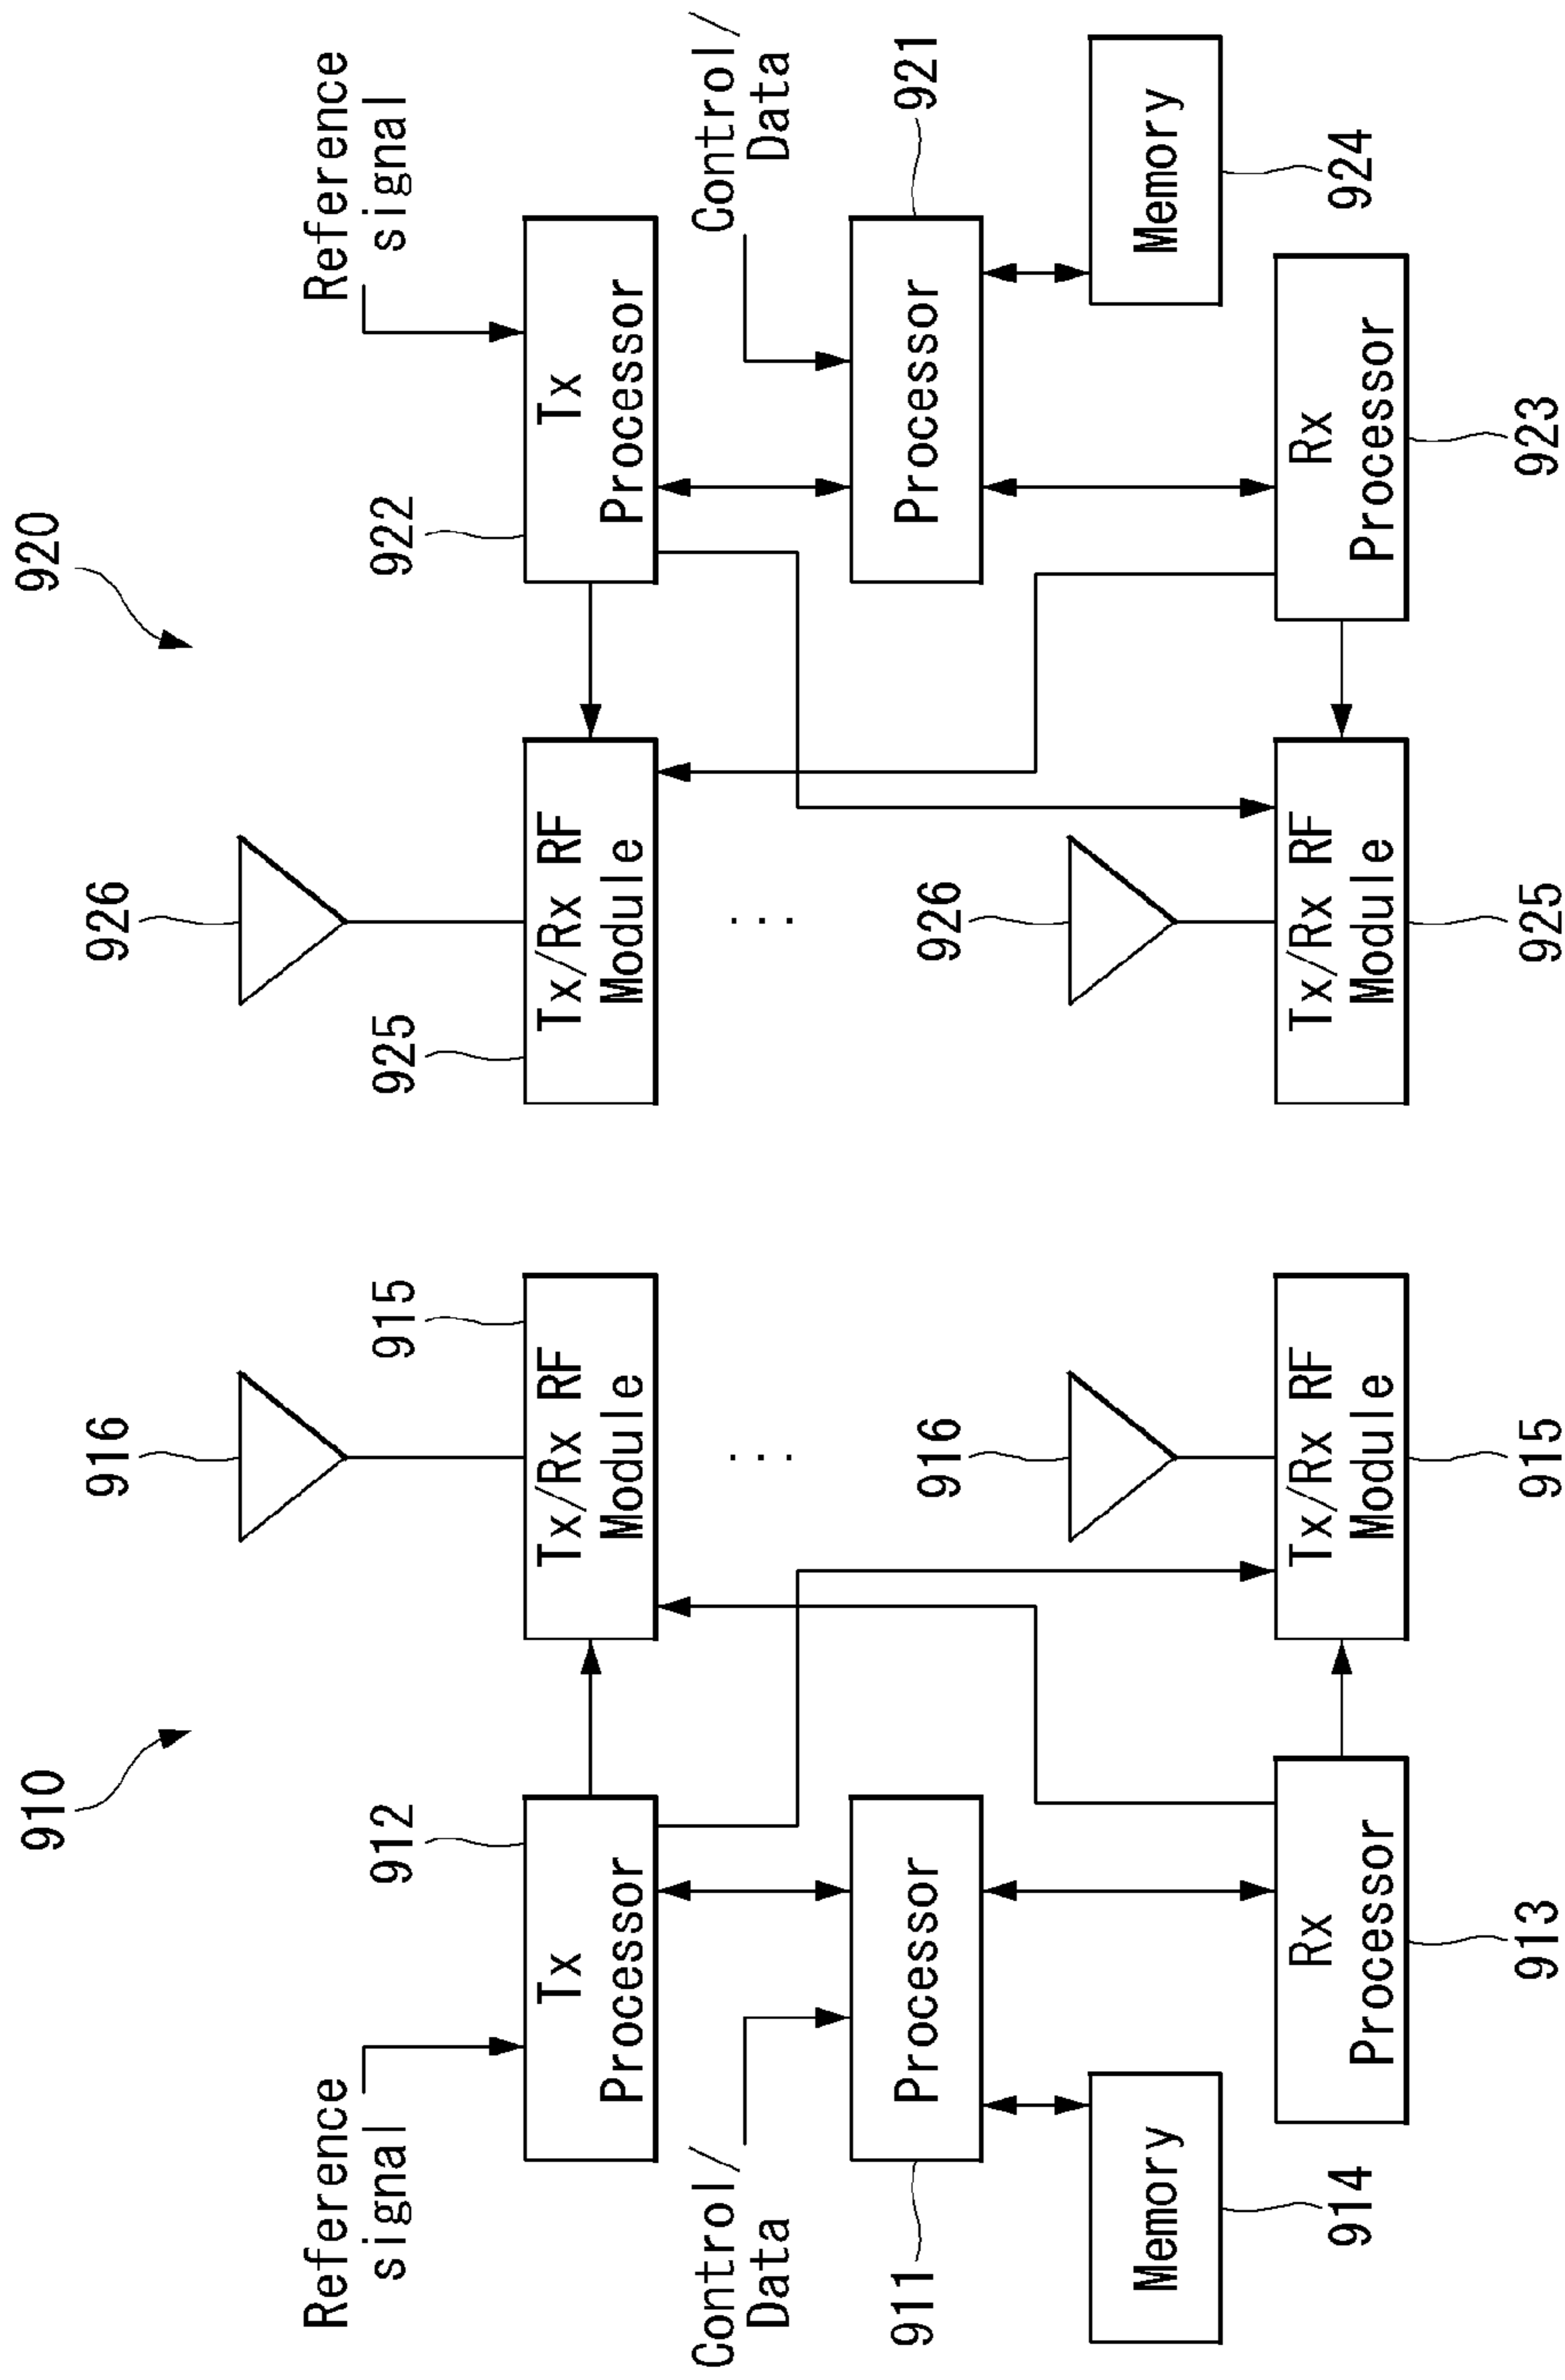 910
920
916
926
Reference
signal
912
915
925
922
Reference
signal
Tx
Processor
Tx/Rx RF
Module
Tx/Rx RF
Module
Tx
Processor
Control/
Data
...
...
Control/
Data
911
Processor
916
926
Processor
921
Memory
Memory
914
924
Rx
Processor
Tx/Rx RF
Module
Tx/Rx RF
Module
Rx
Processor
913
915
925
923